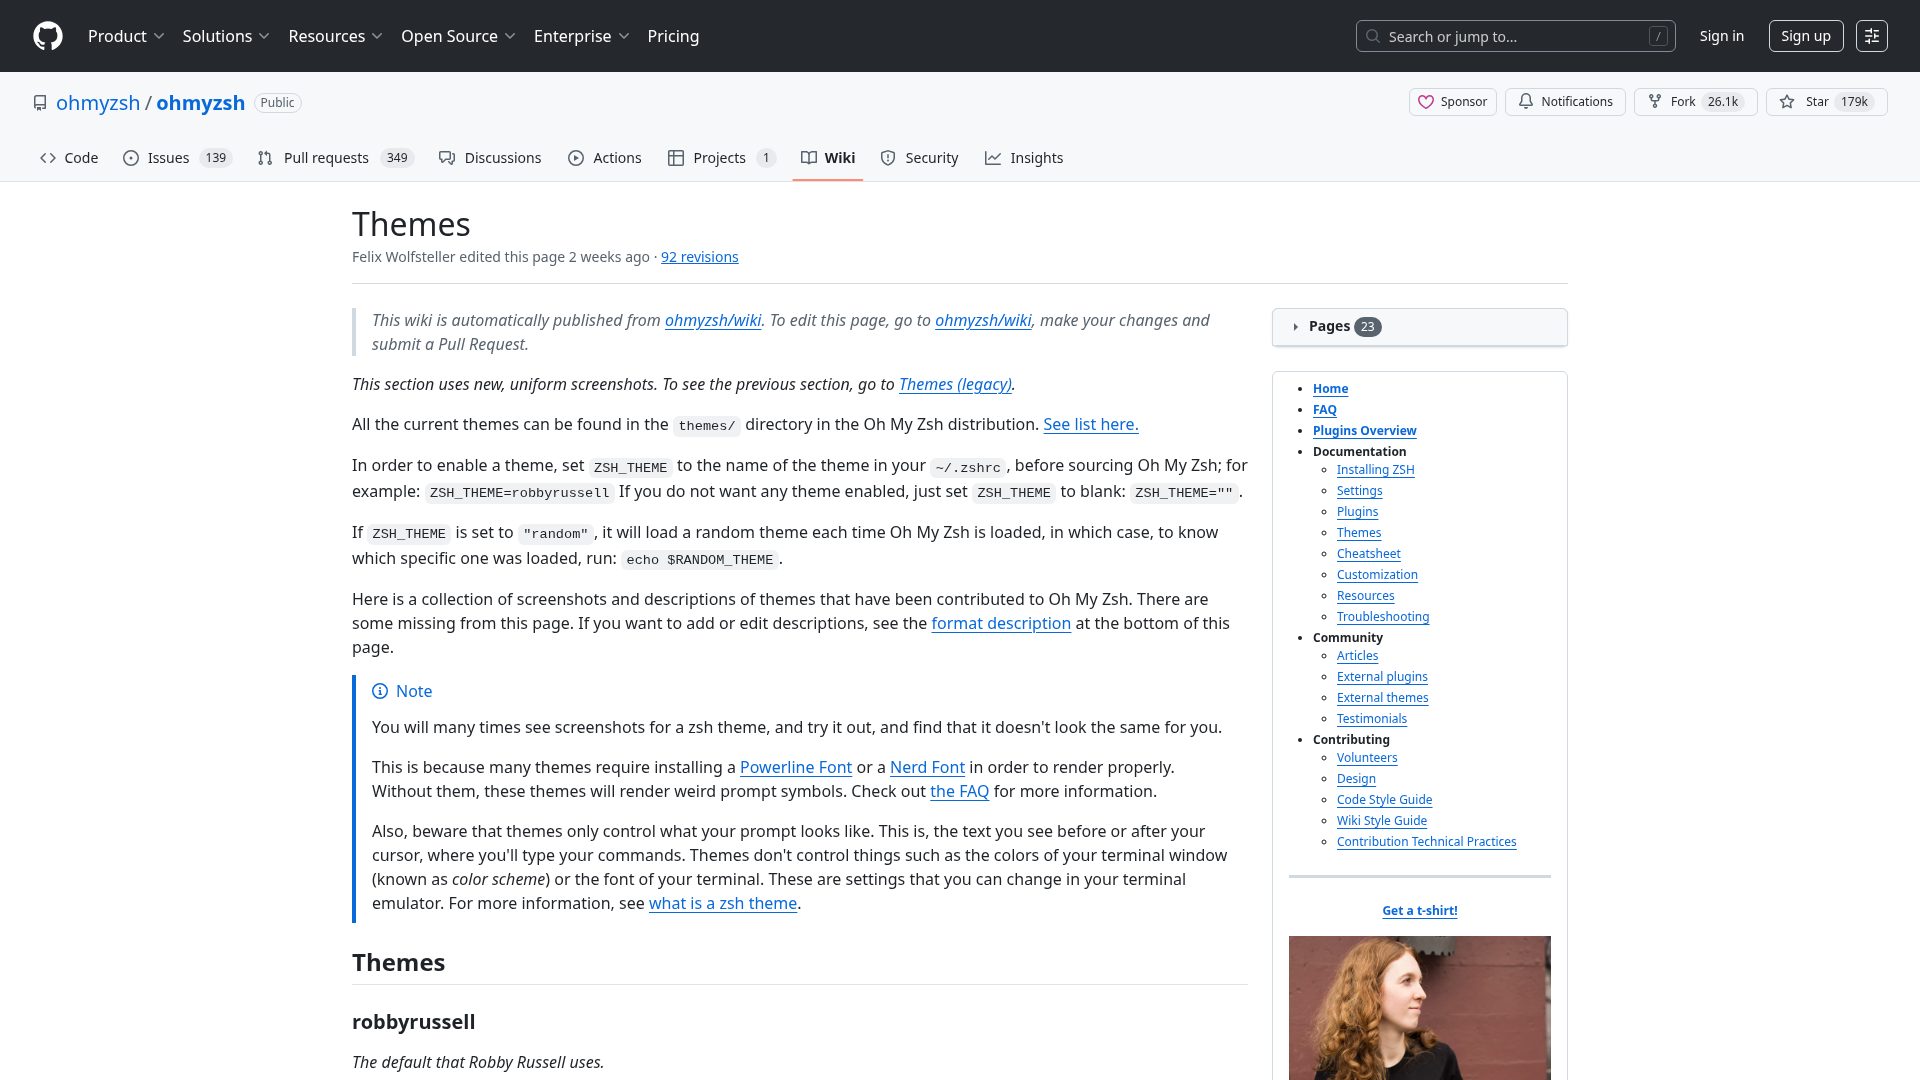 Product
Solutions
Resources
Open Source
Enterprise
Pricing
Search or jump to...
/
Sign in
Sign up
ohmyzsh / ohmyzsh Public
Sponsor
Notifications
Fork 26.1k
Star 179k
Code
Issues 139
Pull requests 349
Discussions
Actions
Projects 1
Wiki
Security
Insights
Themes
Felix Wolfsteller edited this page 2 weeks ago · 92 revisions
This wiki is automatically published from ohmyzsh/wiki. To edit this page, go to ohmyzsh/wiki, make your changes and
submit a Pull Request.
This section uses new, uniform screenshots. To see the previous section, go to Themes (legacy).
All the current themes can be found in the themes/ directory in the Oh My Zsh distribution. See list here.
In order to enable a theme, set ZSH_THEME to the name of the theme in your ~/.zshrc, before sourcing Oh My Zsh; for
example: ZSH_THEME=robbyrussell If you do not want any theme enabled, just set ZSH_THEME to blank: ZSH_THEME="".
If ZSH_THEME is set to "random", it will load a random theme each time Oh My Zsh is loaded, in which case, to know
which specific one was loaded, run: echo $RANDOM_THEME.
Here is a collection of screenshots and descriptions of themes that have been contributed to Oh My Zsh. There are
some missing from this page. If you want to add or edit descriptions, see the format description at the bottom of this
page.
Note
You will many times see screenshots for a zsh theme, and try it out, and find that it doesn't look the same for you.
This is because many themes require installing a Powerline Font or a Nerd Font in order to render properly.
Without them, these themes will render weird prompt symbols. Check out the FAQ for more information.
Also, beware that themes only control what your prompt looks like. This is, the text you see before or after your
cursor, where you'll type your commands. Themes don't control things such as the colors of your terminal window
(known as color scheme) or the font of your terminal. These are settings that you can change in your terminal
emulator. For more information, see what is a zsh theme.
Themes
robbyrussell
The default that Robby Russell uses.
Pages 23
Home
FAQ
Plugins Overview
Documentation
Installing ZSH
Settings
Plugins
Themes
Cheatsheet
Customization
Resources
Troubleshooting
Community
Articles
External plugins
External themes
Testimonials
Contributing
Volunteers
Design
Code Style Guide
Wiki Style Guide
Contribution Technical Practices
Get a t-shirt!